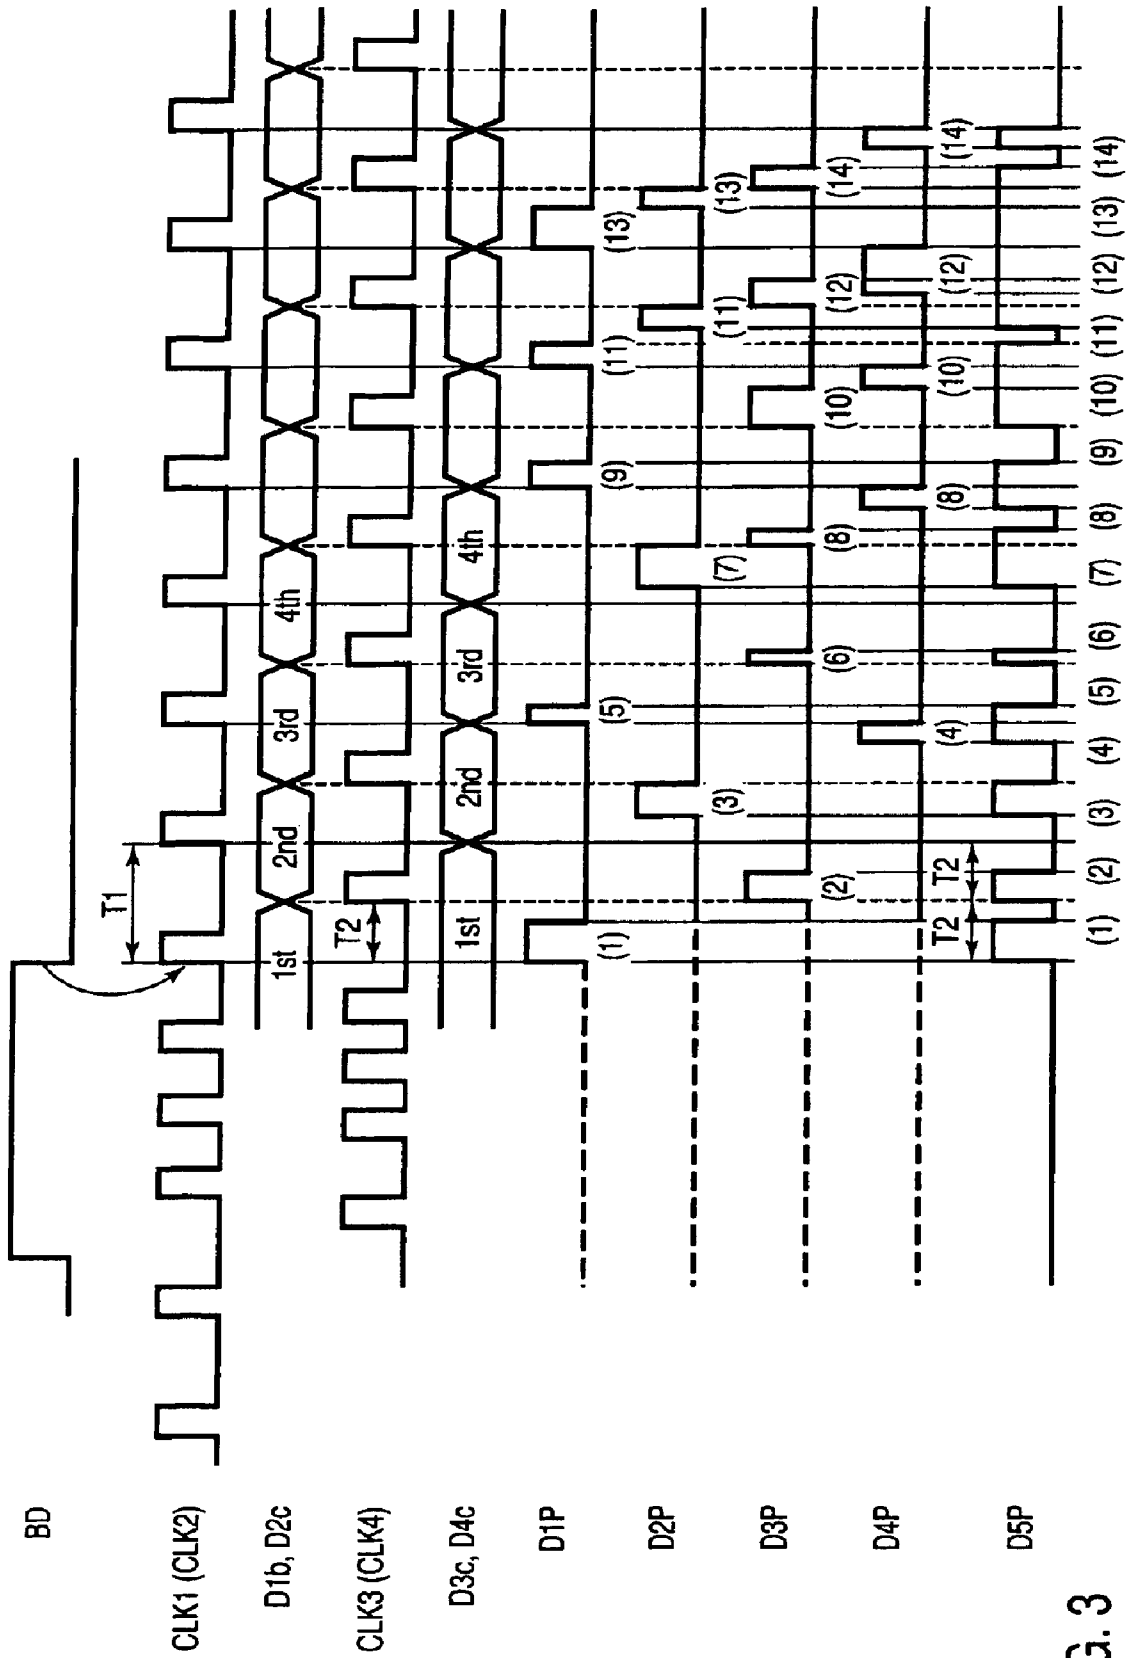 BD
T1
CLK1 (CLK2)
D1b, D2c
1st
2nd
3rd
4th
CLK3 (CLK4)
T2
D3c, D4c
1st
2nd
3rd
4th
D1P
(1)
(5)
(9)
(11)
(13)
D2P
(3)
(7)
(11)
(13)
D3P
(2)
(6)
(8)
(10)
(12)
(14)
D4P
(4)
(8)
(10)
(12)
(14)
T2
T2
D5P
(1)
(2)
(3)
(4)
(5)
(6)
(7)
(8)
(9)
(10)
(11)
(12)
(13)
(14)
G. 3